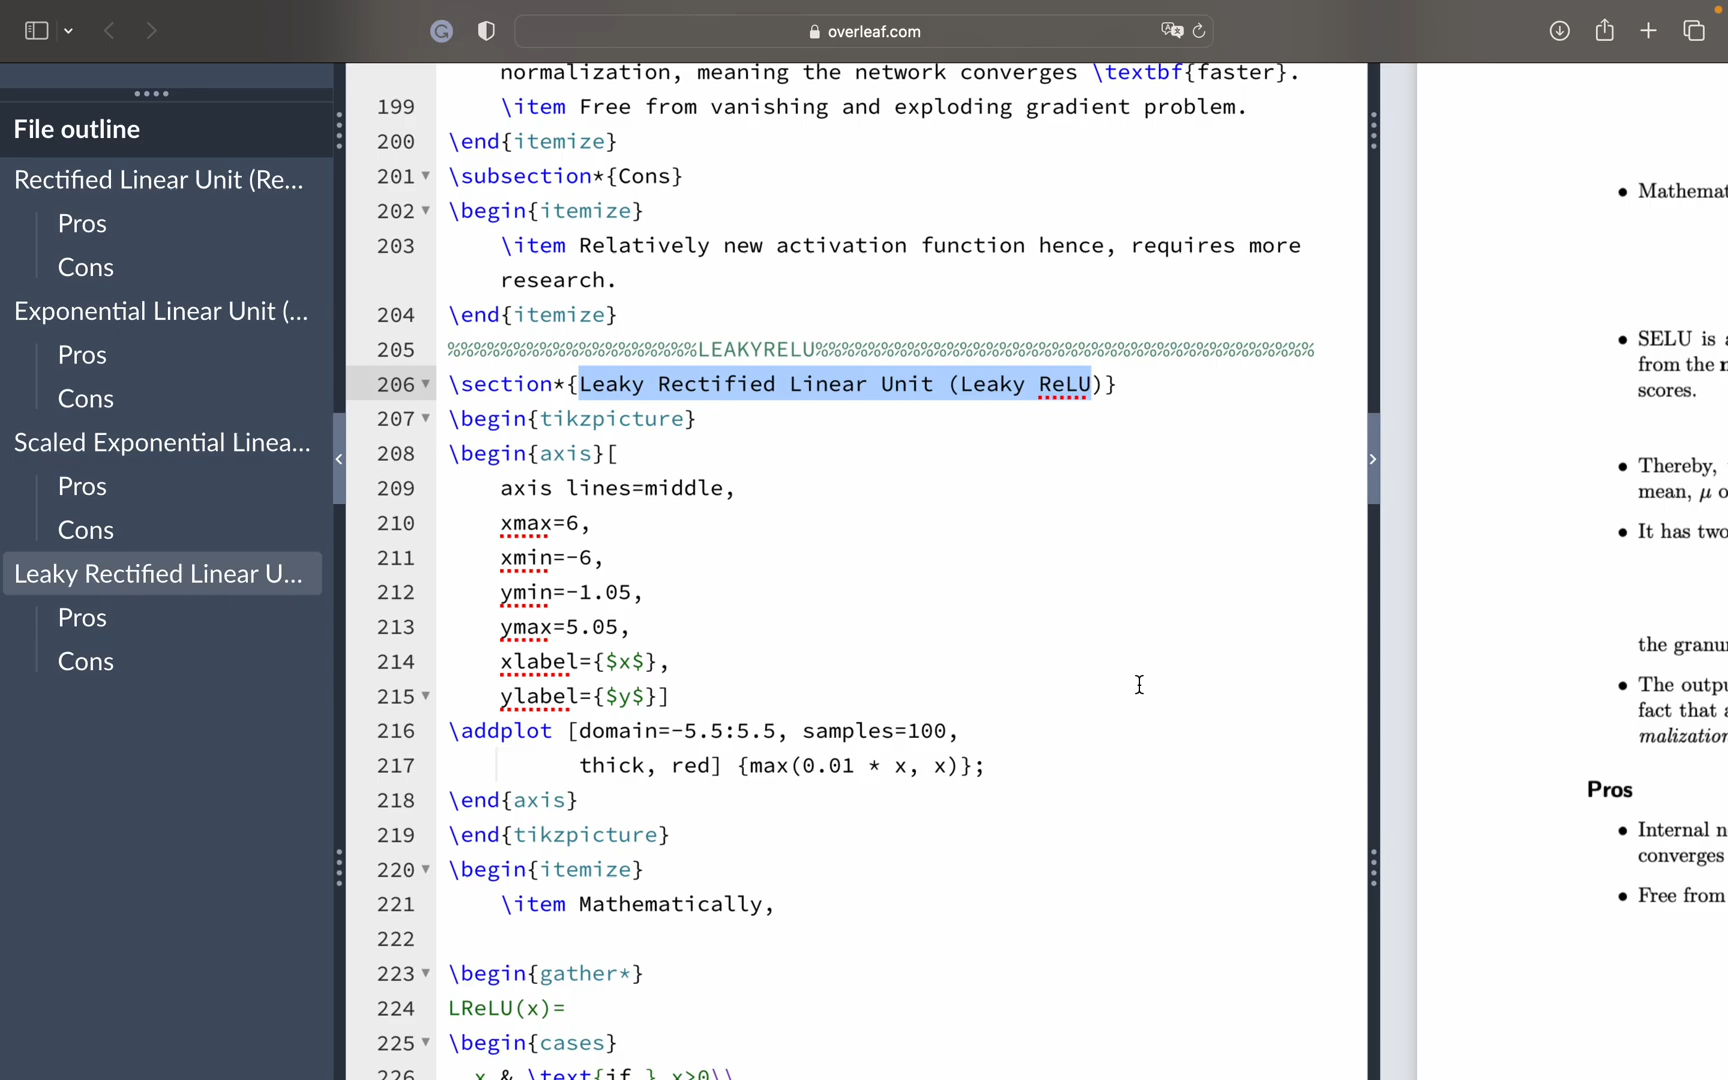 overleaf.com
File outline
Rectified Linear Unit (Re...
Pros
Cons
Exponential Linear Unit (...
Pros
Cons
Scaled Exponential Linea...
Pros
Cons
Leaky Rectified Linear U...
Pros
Cons
normalization, meaning the network converges \textbf{faster}.
199 \item Free from vanishing and exploding gradient problem.
200 \end{itemize}
201 \subsection*{Cons}
202 \begin{itemize}
203 \item Relatively new activation function hence, requires more
research.
204 \end{itemize}
205 %%%%%%%%%%%%%%%%%%%LEAKYRELU%%%%%%%%%%%%%%%%%%%%%%%%%%%%%%%%%%%%%%
206 \section*{Leaky Rectified Linear Unit (Leaky ReLU)}
207 \begin{tikzpicture}
208 \begin{axis}[
209 axis lines=middle,
210 xmax=6,
211 xmin=-6,
212 ymin=-1.05,
213 ymax=5.05,
214 xlabel={$x$},
215 ylabel={$y$}]
216 \addplot [domain=-5.5:5.5, samples=100,
217 thick, red] {max(0.01 * x, x)};
218 \end{axis}
219 \end{tikzpicture}
220 \begin{itemize}
221 \item Mathematically,
222
223 \begin{gather*}
224 LReLU(x)=
225 \begin{cases}
226 x & \text{if } x>0\\
• Mathemat
• SELU is a
from the n
scores.
• Thereby,
mean, μ o
• It has two
the granu
• The outpu
fact that a
malization
Pros
• Internal n
converges
• Free from